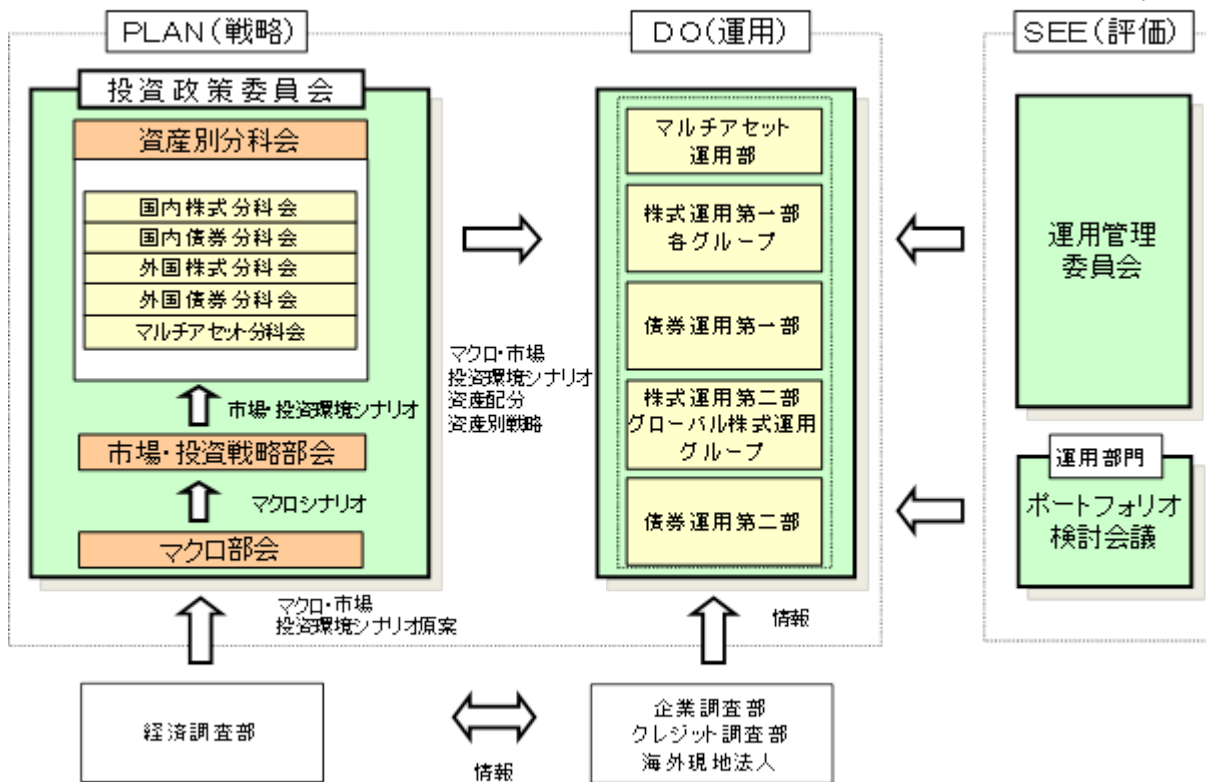 PLAN(戦略)
投資政策委員会
資産別分科会
国内株式分科会
国内債券分科会
外国株式分科会
外国債券分科会
マルチアセット分科会
市場・投資環境シナリオ
市場・投資戦略部会
マクロシナリオ
マクロ部会
マクロ・市場
投資環境シナリオ原案
経済調査部
マクロ・市場
投資環境シナリオ
資産配分
資産別戦略
DO(運用)
マルチアセット
運用部
株式運用第一部
各グループ
債券運用第一部
株式運用第二部
グローバル株式運用
グループ
債券運用第二部
情報
企業調査部
クレジット調査部
海外現地法人
情報
SEE(評価)
運用管理
委員会
運用部門
ポートフォリオ
検討会議